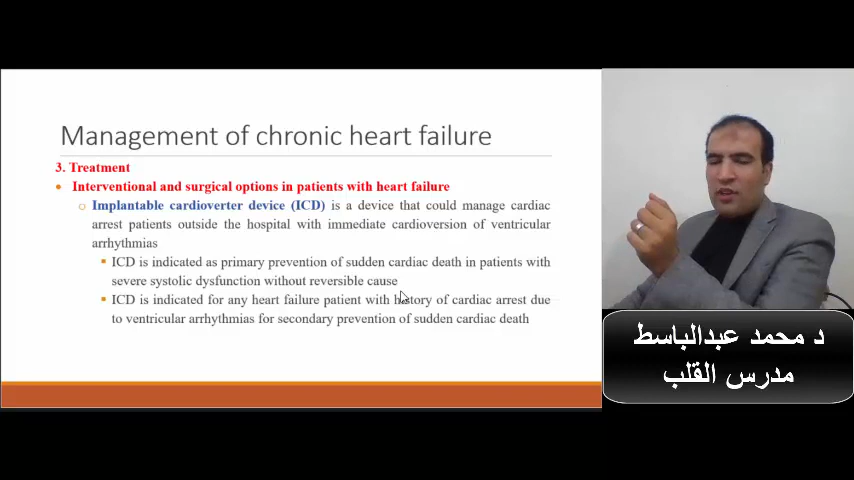 Management of chronic heart failure
3. Treatment
• Interventional and surgical options in patients with heart failure
o Implantable cardioverter device (ICD) is a device that could manage cardiac
arrest patients outside the hospital with immediate cardioversion of ventricular
arrhythmias
▪ ICD is indicated as primary prevention of sudden cardiac death in patients with
severe systolic dysfunction without reversible cause
▪ ICD is indicated for any heart failure patient with history of cardiac arrest due
to ventricular arrhythmias for secondary prevention of sudden cardiac death
د محمد عبدالباسط
مدرس القلب